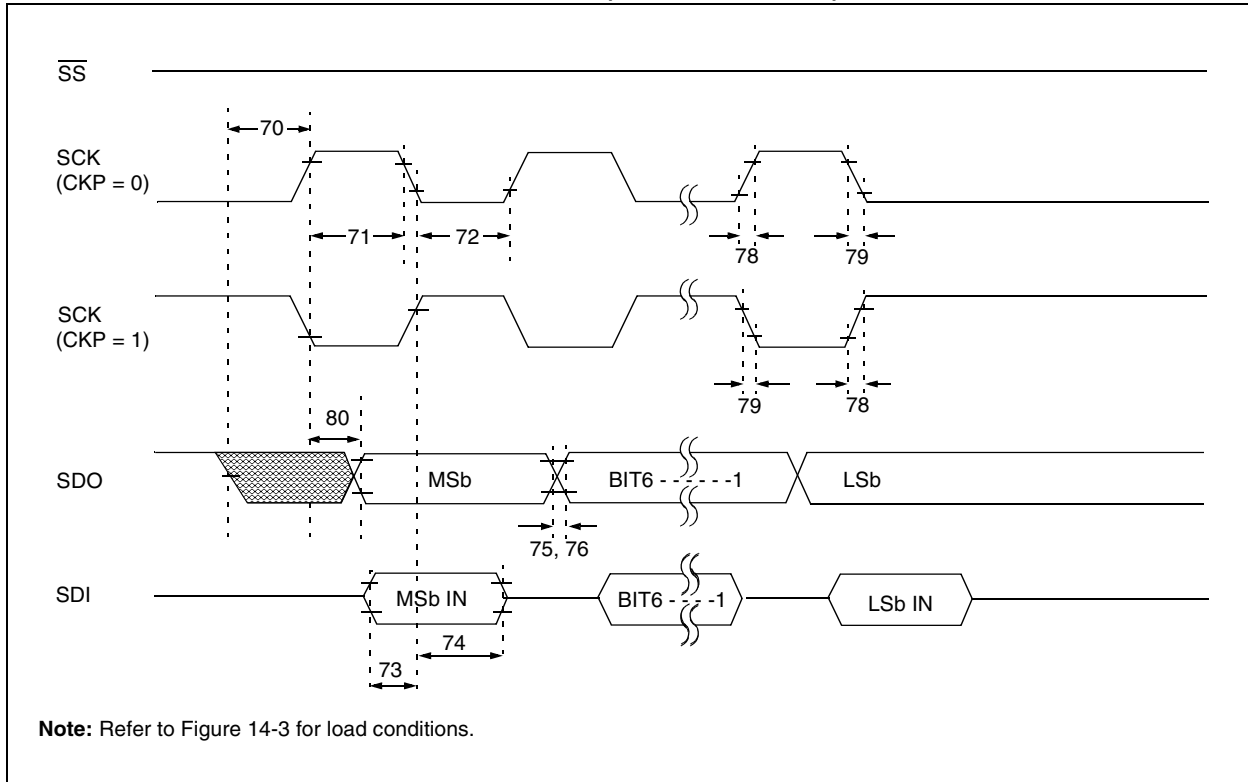 SS
70
SCK
(CKP = 0)
71
72
78
79
SCK
(CKP = 1)
79
78
80
SDO
MSb
BIT6 - - - - - -1
LSb
75, 76
SDI
MSb IN
BIT6 - - - - -1
LSb IN
74
73
Note: Refer to Figure 14-3 for load conditions.